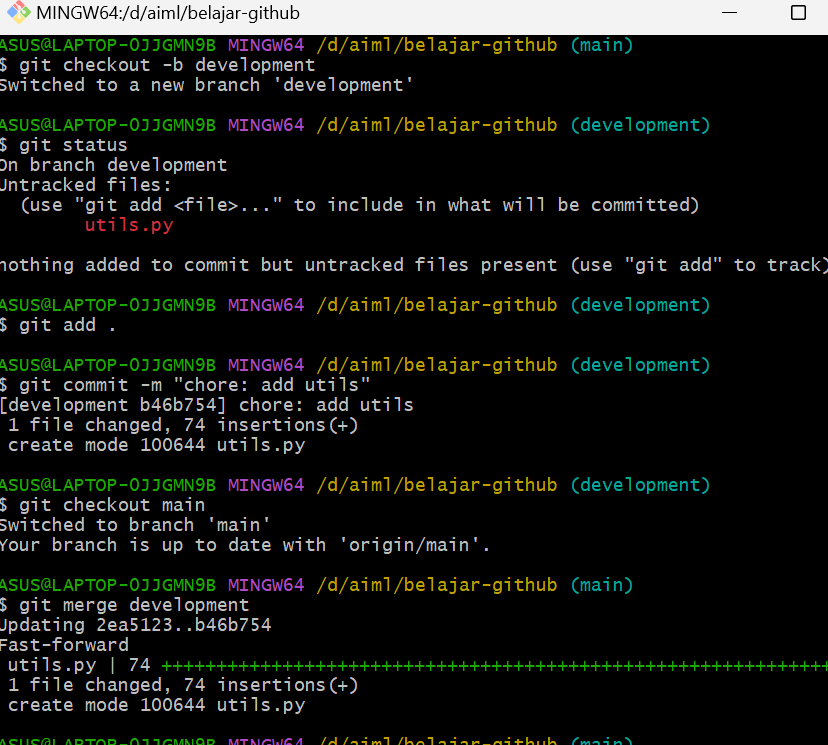 MINGW64:/d/aiml/belajar-github
ASUS@LAPTOP-0JJGMN9B MINGW64 /d/aiml/belajar-github (main)
$ git checkout -b development
Switched to a new branch 'development'
ASUS@LAPTOP-0JJGMN9B MINGW64 /d/aiml/belajar-github (development)
$ git status
On branch development
Untracked files:
  (use "git add <file>..." to include in what will be committed)
        utils.py
nothing added to commit but untracked files present (use "git add" to track)
ASUS@LAPTOP-0JJGMN9B MINGW64 /d/aiml/belajar-github (development)
$ git add .
ASUS@LAPTOP-0JJGMN9B MINGW64 /d/aiml/belajar-github (development)
$ git commit -m "chore: add utils"
[development b46b754] chore: add utils
 1 file changed, 74 insertions(+)
 create mode 100644 utils.py
ASUS@LAPTOP-0JJGMN9B MINGW64 /d/aiml/belajar-github (development)
$ git checkout main
Switched to branch 'main'
Your branch is up to date with 'origin/main'.
ASUS@LAPTOP-0JJGMN9B MINGW64 /d/aiml/belajar-github (main)
$ git merge development
Updating 2ea5123..b46b754
Fast-forward
 utils.py | 74 +++++++++++++++++++++++++++++++++++++++++++++++++++++++++++++
 1 file changed, 74 insertions(+)
 create mode 100644 utils.py
ASUS@LAPTOP-0JJGMN9B MINGW64 /d/aiml/belajar-github (main)